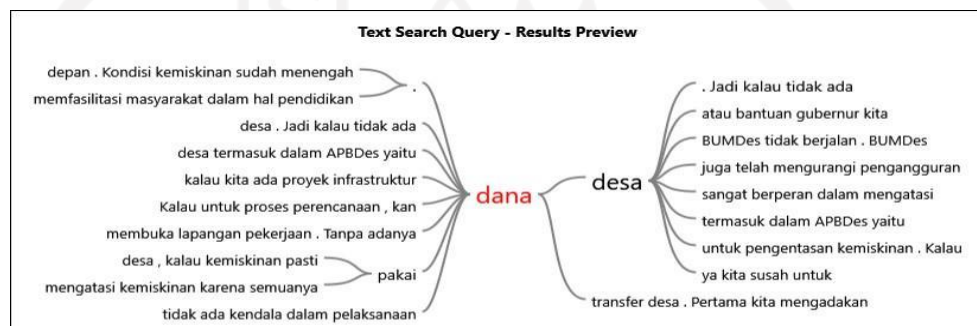 Text Search Query - Results Preview
depan . Kondisi kemiskinan sudah menengah
memfasilitasi masyarakat dalam hal pendidikan
.
desa . Jadi kalau tidak ada
desa termasuk dalam APBDes yaitu
kalau kita ada proyek infrastruktur
Kalau untuk proses perencanaan , kan
membuka lapangan pekerjaan . Tanpa adanya
desa , kalau kemiskinan pasti
mengatasi kemiskinan karena semuanya
pakai
tidak ada kendala dalam pelaksanaan
dana
desa
. Jadi kalau tidak ada
atau bantuan gubernur kita
BUMDes tidak berjalan . BUMDes
juga telah mengurangi pengangguran
sangat berperan dalam mengatasi
termasuk dalam APBDes yaitu
untuk pengentasan kemiskinan . Kalau
ya kita susah untuk
transfer desa . Pertama kita mengadakan